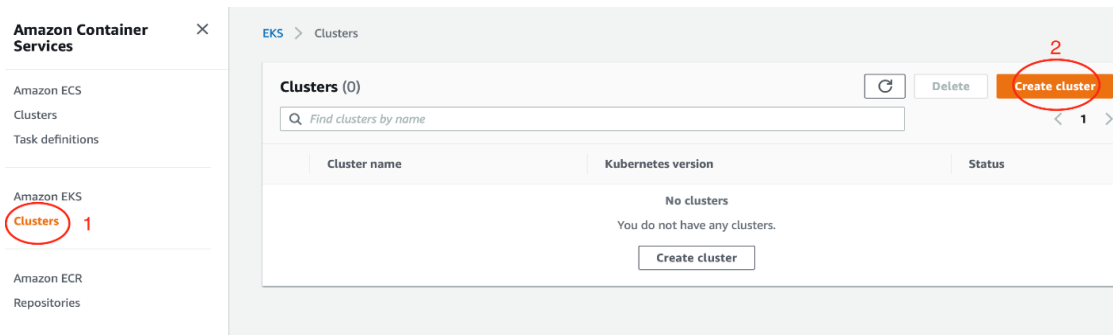 Amazon Container
Services
Amazon ECS
Clusters
Task definitions
Amazon EKS
Clusters 1
Amazon ECR
Repositories
EKS > Clusters
2
Clusters (0) Delete Create cluster
Find clusters by name < 1 >
Cluster name Kubernetes version Status
No clusters
You do not have any clusters.
Create cluster